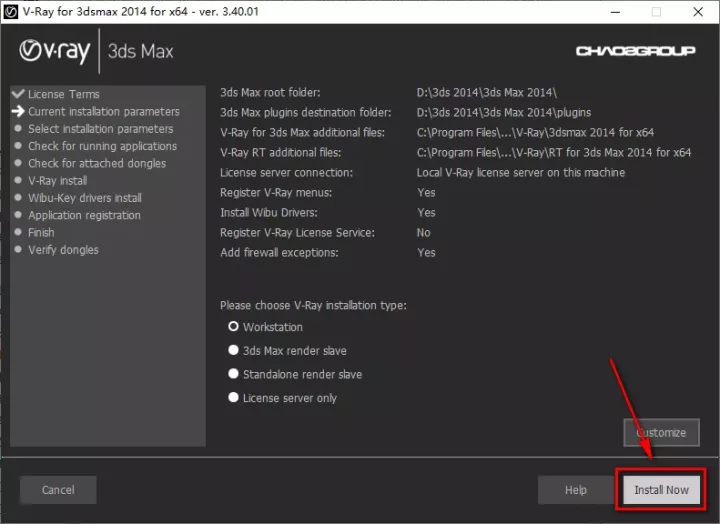 V-Ray for 3dsmax 2014 for x64 - ver. 3.40.01
v·ray 3ds Max
CHAOSGROUP
License Terms
Current installation parameters
Select installation parameters
Check for running applications
Check for attached dongles
V-Ray install
Wibu-Key drivers install
Application registration
Finish
Verify dongles
3ds Max root folder: D:\3ds 2014\3ds Max 2014\
3ds Max plugins destination folder: D:\3ds 2014\3ds Max 2014\plugins
V-Ray for 3ds Max additional files: C:\Program Files\...\V-Ray\3dsmax 2014 for x64
V-Ray RT additional files: C:\Program Files\...\V-Ray\RT for 3ds Max 2014 for x64
License server connection: Local V-Ray license server on this machine
Register V-Ray menus: Yes
Install Wibu Drivers: Yes
Register V-Ray License Service: No
Add firewall exceptions: Yes
Please choose V-Ray installation type:
Workstation
3ds Max render slave
Standalone render slave
License server only
Customize
Cancel Help Install Now